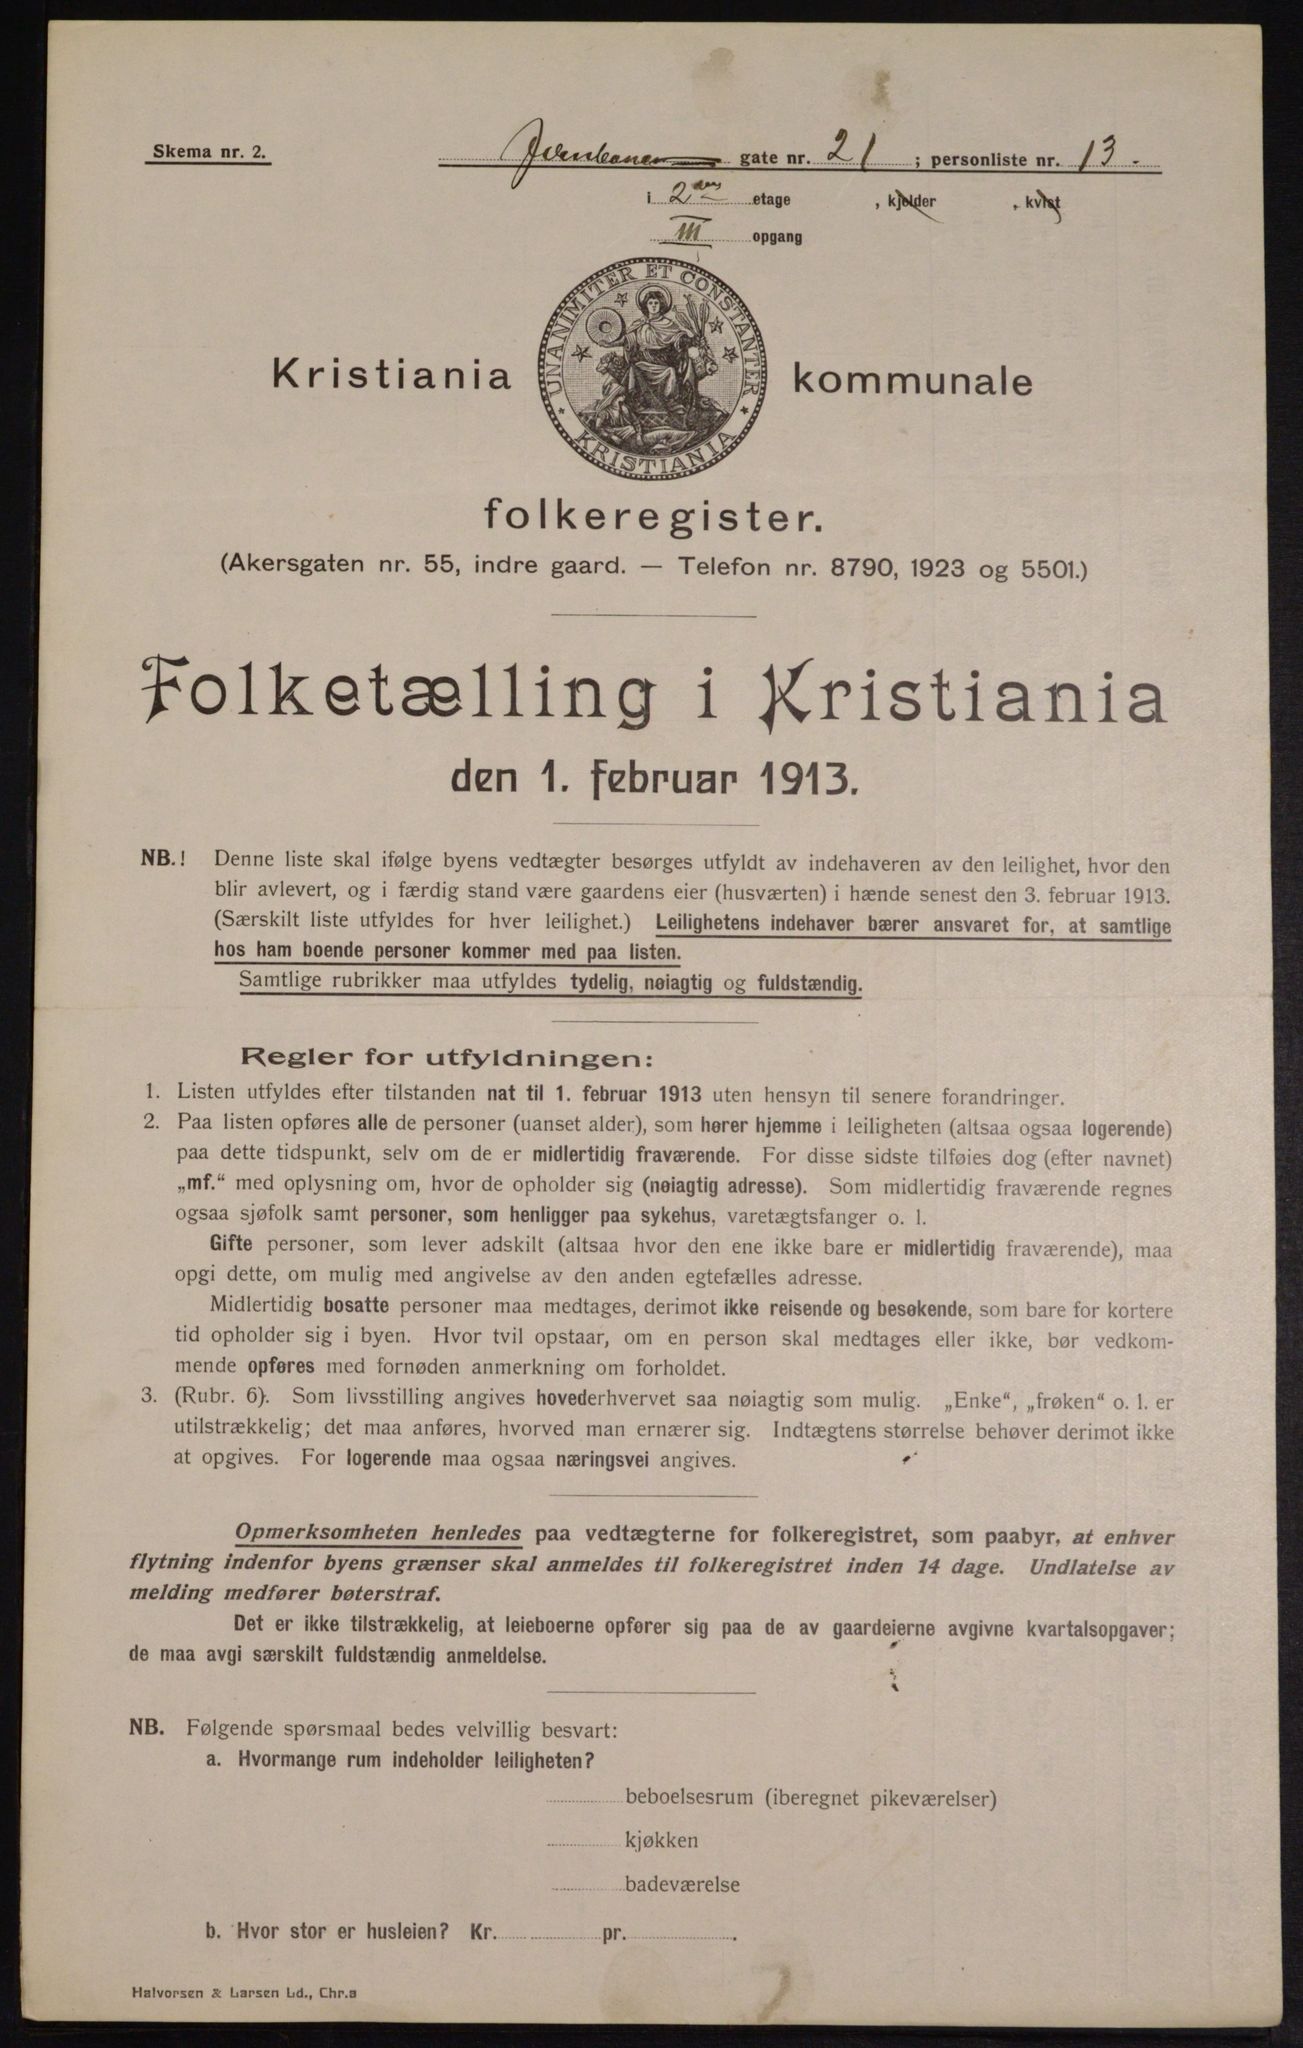 Skema nr. 2.
Jernbane gate nr. 21 ; personliste nr. 13.
i 2den etage , kjelder , kvist
III opgang
UNANIMITER ET CONSTANTER
KRISTIANIA
Kristiania kommunale
folkeregister.
(Akersgaten nr. 55, indre gaard. — Telefon nr. 8790, 1923 og 5501.)
Folketælling i Kristiania
den 1. februar 1913.
NB.! Denne liste skal ifølge byens vedtægter besørges utfyldt av indehaveren av den leilighet, hvor den
blir avlevert, og i færdig stand være gaardens eier (husværten) i hænde senest den 3. februar 1913.
(Særskilt liste utfyldes for hver leilighet.) Leilighetens indehaver bærer ansvaret for, at samtlige
hos ham boende personer kommer med paa listen.
Samtlige rubrikker maa utfyldes tydelig, nøiagtig og fuldstændig.
Regler for utfyldningen:
1. Listen utfyldes efter tilstanden nat til 1. februar 1913 uten hensyn til senere forandringer.
2. Paa listen opføres alle de personer (uanset alder), som hører hjemme i leiligheten (altsaa ogsaa logerende)
paa dette tidspunkt, selv om de er midlertidig fraværende. For disse sidste tilføies dog (efter navnet)
„mf.“ med oplysning om, hvor de opholder sig (nøiagtig adresse). Som midlertidig fraværende regnes
ogsaa sjøfolk samt personer, som henligger paa sykehus, varetægtsfanger o. l.
Gifte personer, som lever adskilt (altsaa hvor den ene ikke bare er midlertidig fraværende), maa
opgi dette, om mulig med angivelse av den anden egtefælles adresse.
Midlertidig bosatte personer maa medtages, derimot ikke reisende og besøkende, som bare for kortere
tid opholder sig i byen. Hvor tvil opstaar, om en person skal medtages eller ikke, bør vedkom-
mende opføres med fornøden anmerkning om forholdet.
3. (Rubr. 6). Som livsstilling angives hovederhvervet saa nøiagtig som mulig. „Enke“, „frøken“ o. l. er
utilstrækkelig; det maa anføres, hvorved man ernærer sig. Indtægtens størrelse behøver derimot ikke
at opgives. For logerende maa ogsaa næringsvei angives.
Opmerksomheten henledes paa vedtægterne for folkeregistret, som paabyr, at enhver
flytning indenfor byens grænser skal anmeldes til folkeregistret inden 14 dage. Undlatelse av
melding medfører bøterstraf.
Det er ikke tilstrækkelig, at leieboerne opfører sig paa de av gaardeierne avgivne kvartalsopgaver;
de maa avgi særskilt fuldstændig anmeldelse.
NB. Følgende spørsmaal bedes velvillig besvart:
a. Hvormange rum indeholder leiligheten?
beboelsesrum (iberegnet pikeværelser)
kjøkken
badeværelse
b. Hvor stor er husleien? Kr. pr. .
Halvorsen & Larsen Ld., Chr.a